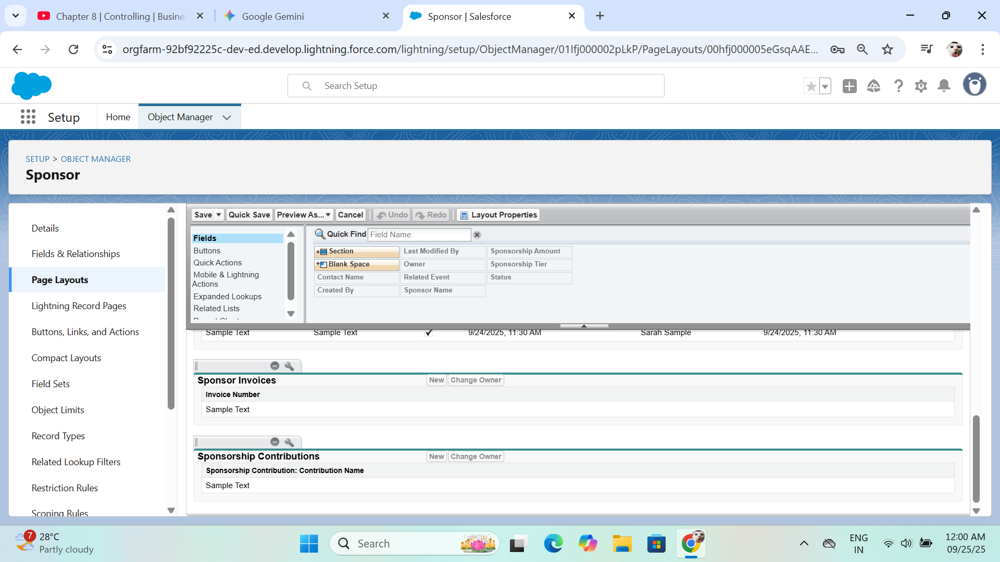 Chapter 8 | Controlling | Busine
Google Gemini
Sponsor | Salesforce
orgfarm-92bf92225c-dev-ed.develop.lightning.force.com/lightning/setup/ObjectManager/01Ifj000002pLkP/PageLayouts/00hfj000005eGsqAAE...
Search Setup
Setup
Home
Object Manager
SETUP > OBJECT MANAGER
Sponsor
Details
Fields & Relationships
Page Layouts
Lightning Record Pages
Buttons, Links, and Actions
Compact Layouts
Field Sets
Object Limits
Record Types
Related Lookup Filters
Restriction Rules
Scoping Rules
Save
Quick Save
Preview As...
Cancel
Undo
Redo
Layout Properties
Fields
Buttons
Quick Actions
Mobile & Lightning
Actions
Expanded Lookups
Related Lists
Quick Find
Field Name
Section
Last Modified By
Sponsorship Amount
Blank Space
Owner
Sponsorship Tier
Contact Name
Related Event
Status
Created By
Sponsor Name
Sample Text
Sample Text
9/24/2025, 11:30 AM
Sarah Sample
9/24/2025, 11:30 AM
Sponsor Invoices
New
Change Owner
Invoice Number
Sample Text
Sponsorship Contributions
New
Change Owner
Sponsorship Contribution: Contribution Name
Sample Text
7
28°C
Partly cloudy
Search
ENG
IN
12:00 AM
09/25/25